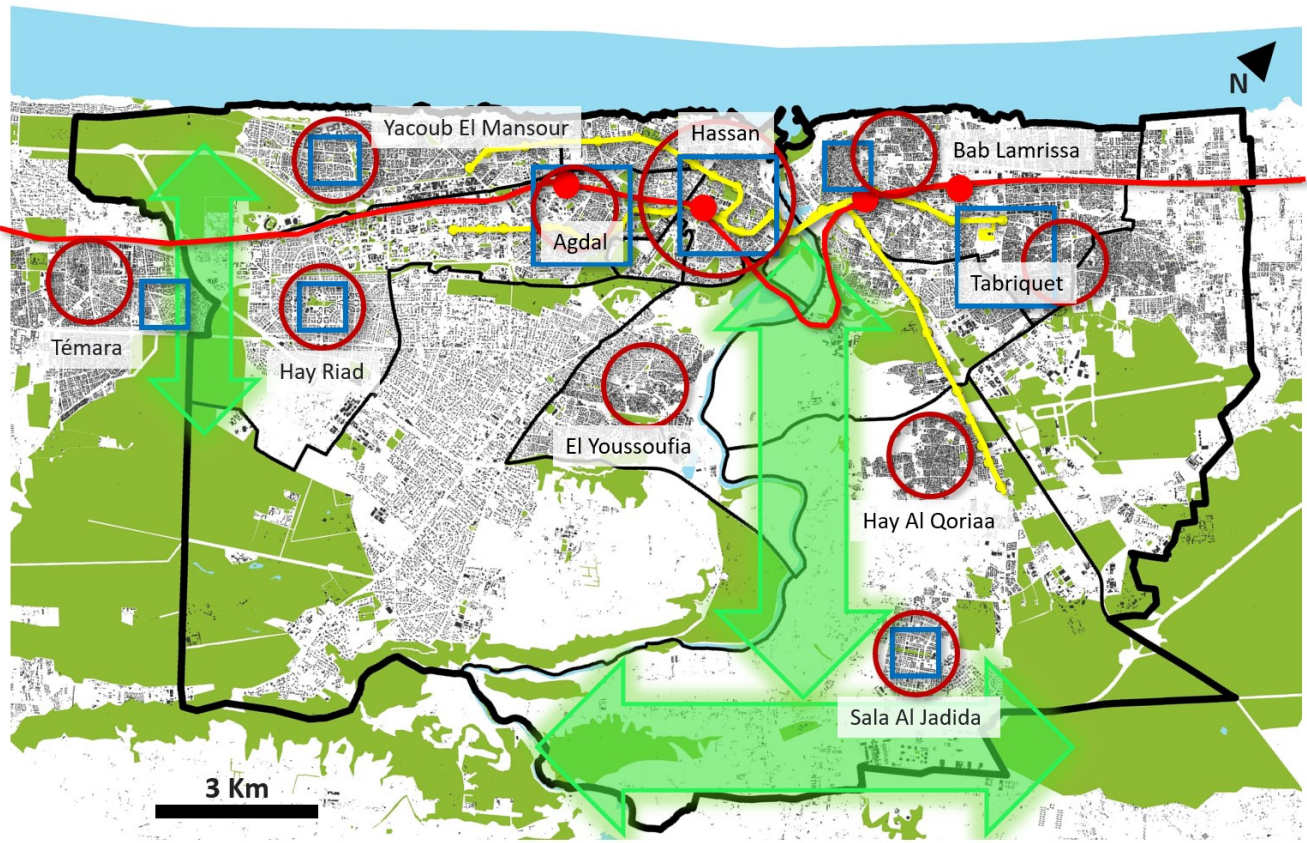 N
Yacoub El Mansour
Hassan
Bab Lamrissa
Agdal
Tabriquet
Témara
Hay Riad
El Youssoufia
Hay Al Qoriaa
Sala Al Jadida
3 Km